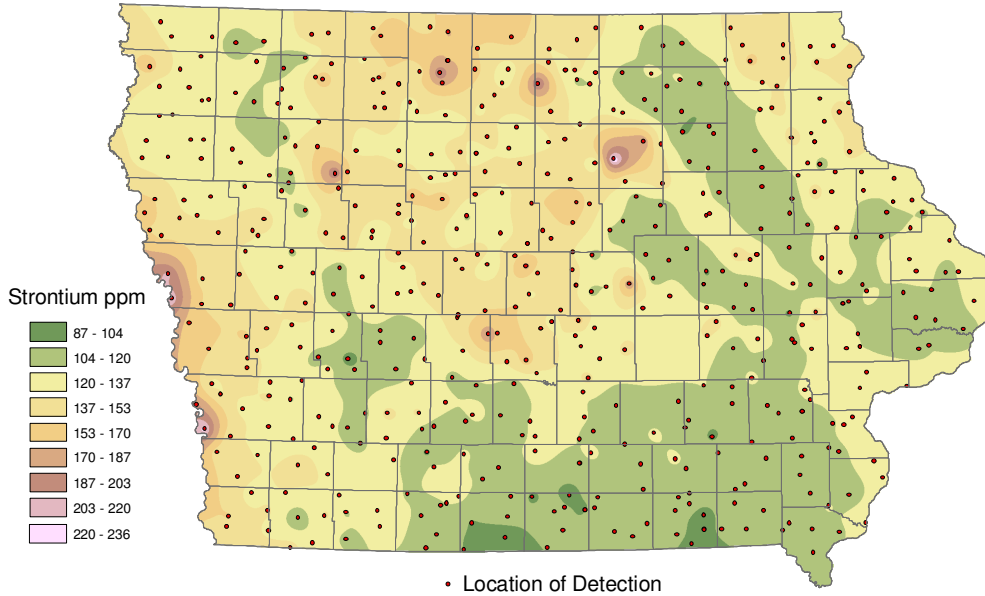 Strontium ppm
87 - 104
104 - 120
120 - 137
137 - 153
153 - 170
170 - 187
187 - 203
203 - 220
220 - 236
Location of Detection